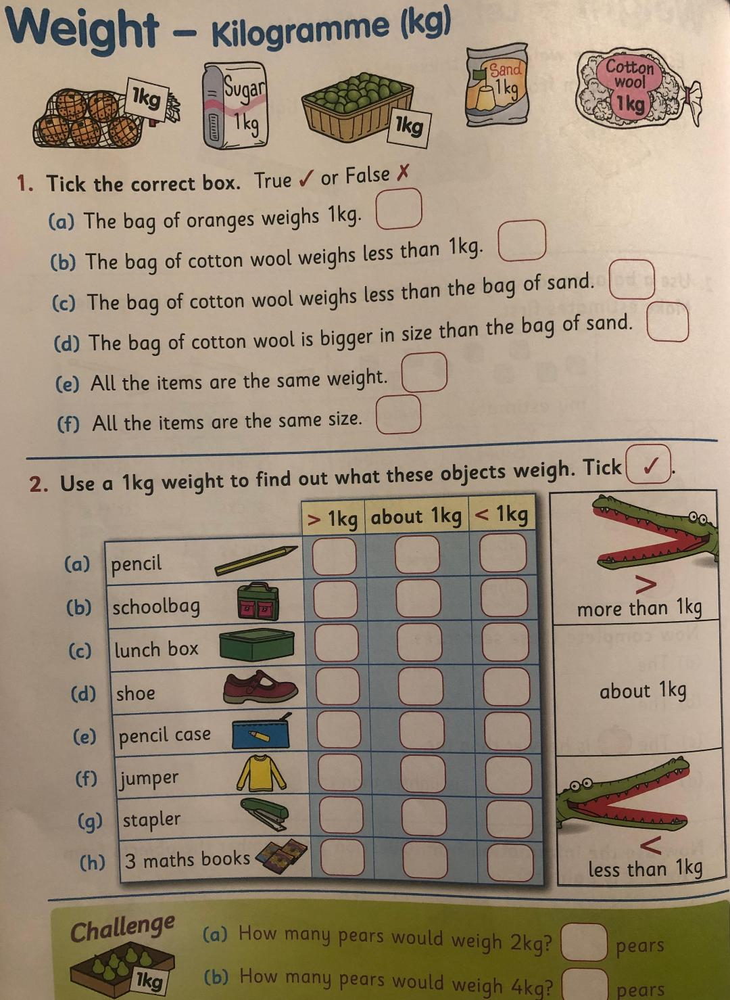 Weight – Kilogramme (kg)
1kg
Sugar
1kg
1kg
Sand
1kg
Cotton
wool
1kg
1. Tick the correct box. True ✓ or False ✗
(a) The bag of oranges weighs 1kg.
(b) The bag of cotton wool weighs less than 1kg.
(c) The bag of cotton wool weighs less than the bag of sand.
(d) The bag of cotton wool is bigger in size than the bag of sand.
(e) All the items are the same weight.
(f) All the items are the same size.
2. Use a 1kg weight to find out what these objects weigh. Tick ✓.
> 1kg about 1kg < 1kg
(a) pencil
(b) schoolbag
(c) lunch box
(d) shoe
(e) pencil case
(f) jumper
(g) stapler
(h) 3 maths books
>
more than 1kg
about 1kg
<
less than 1kg
Challenge
1kg
(a) How many pears would weigh 2kg? pears
(b) How many pears would weigh 4kg? pears